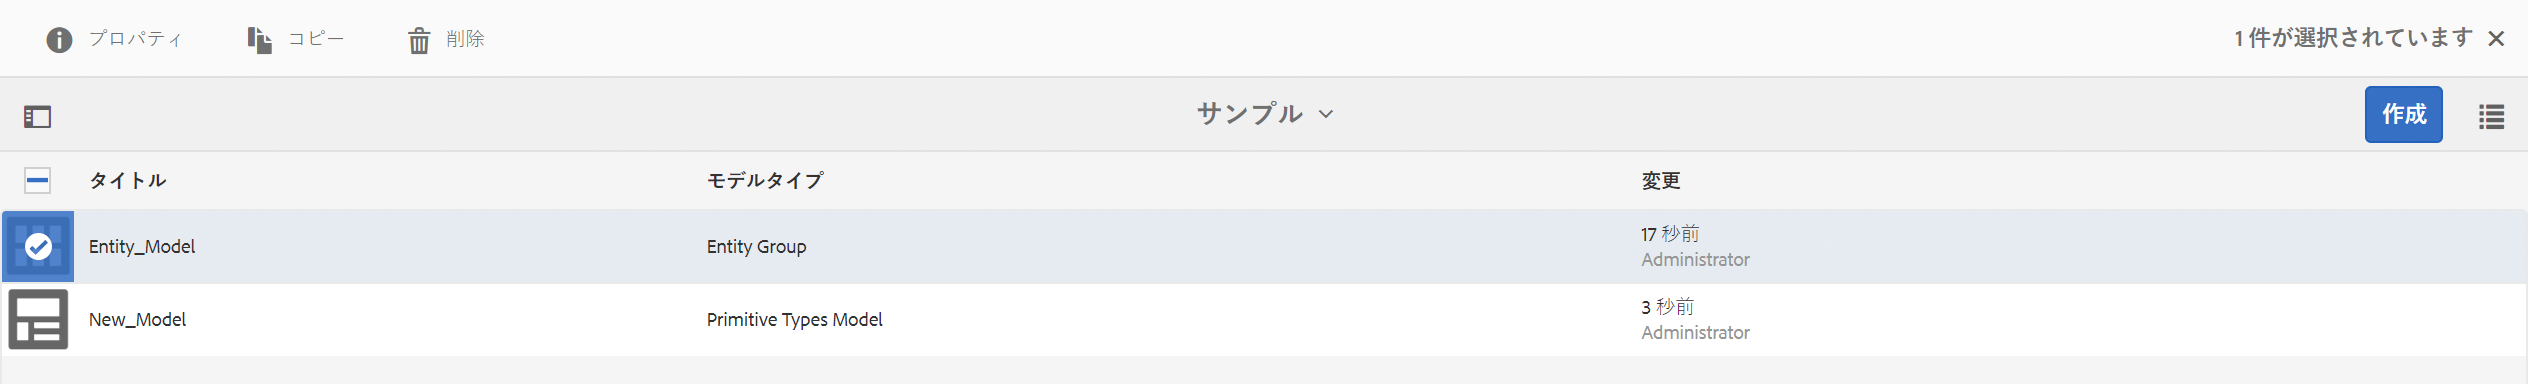 プロパティ コピー 削除 1 件が選択されています
サンプル 作成
タイトル モデルタイプ 変更
Entity_Model Entity Group 17 秒前
Administrator
New_Model Primitive Types Model 3 秒前
Administrator